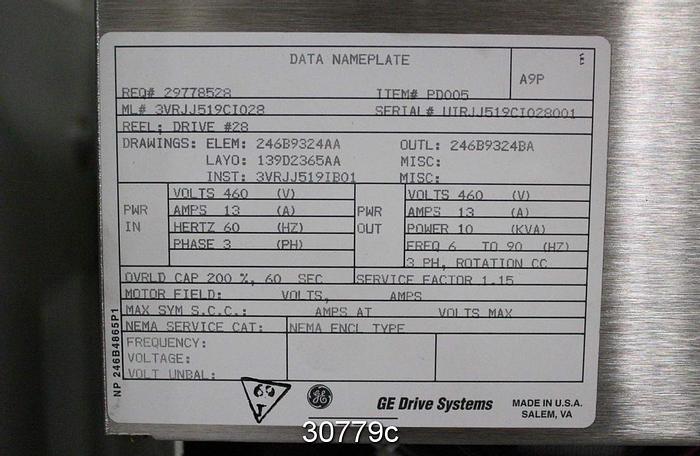 DATA NAMEPLATE E
A9P
REQ# 29778528 ITEM# PD005
ML# 3VRJJ519CI028 SERIAL# UIRJJ519CI028001
REEL; DRIVE #28
DRAWINGS: ELEM: 246B9324AA OUTL: 246B9324BA
LAYO: 139D2365AA MISC:
INST: 3VRJJ519IB01 MISC:
PWR IN
VOLTS 460 (V)
AMPS 13 (A)
HERTZ 60 (HZ)
PHASE 3 (PH)
PWR OUT
VOLTS 460 (V)
AMPS 13 (A)
POWER 10 (KVA)
FREQ 6 TO 90 (HZ)
3 PH, ROTATION CC
OVRLD CAP 200 %, 60 SEC SERVICE FACTOR 1.15
MOTOR FIELD: VOLTS, AMPS
MAX SYM S.C.C.: AMPS AT VOLTS MAX
NEMA SERVICE CAT: NEMA ENCL TYPE
FREQUENCY:
VOLTAGE:
VOLT UNBAL:
NP 246B4865P1
GE GE Drive Systems MADE IN U.S.A.
SALEM, VA
30779c